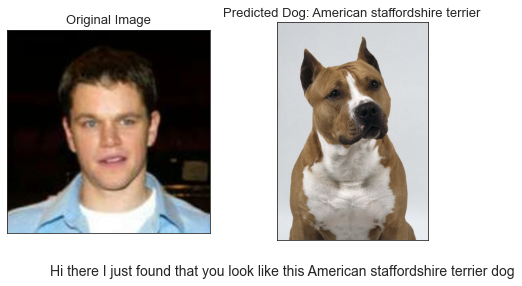 Original Image
Predicted Dog: American staffordshire terrier
Hi there I just found that you look like this American staffordshire terrier dog